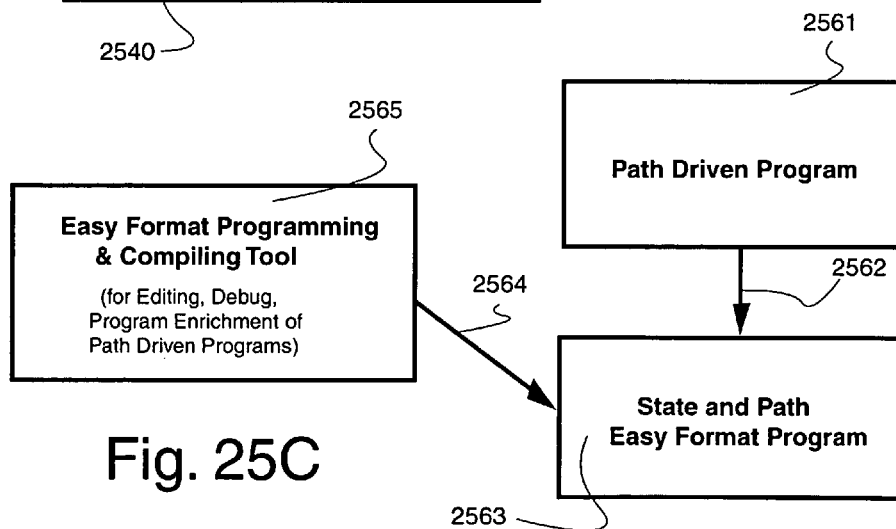 2540
2561
2565
Path Driven Program
Easy Format Programming
& Compiling Tool
(for Editing, Debug,
Program Enrichment of
Path Driven Programs)
2562
2564
State and Path
Easy Format Program
Fig. 25C
2563